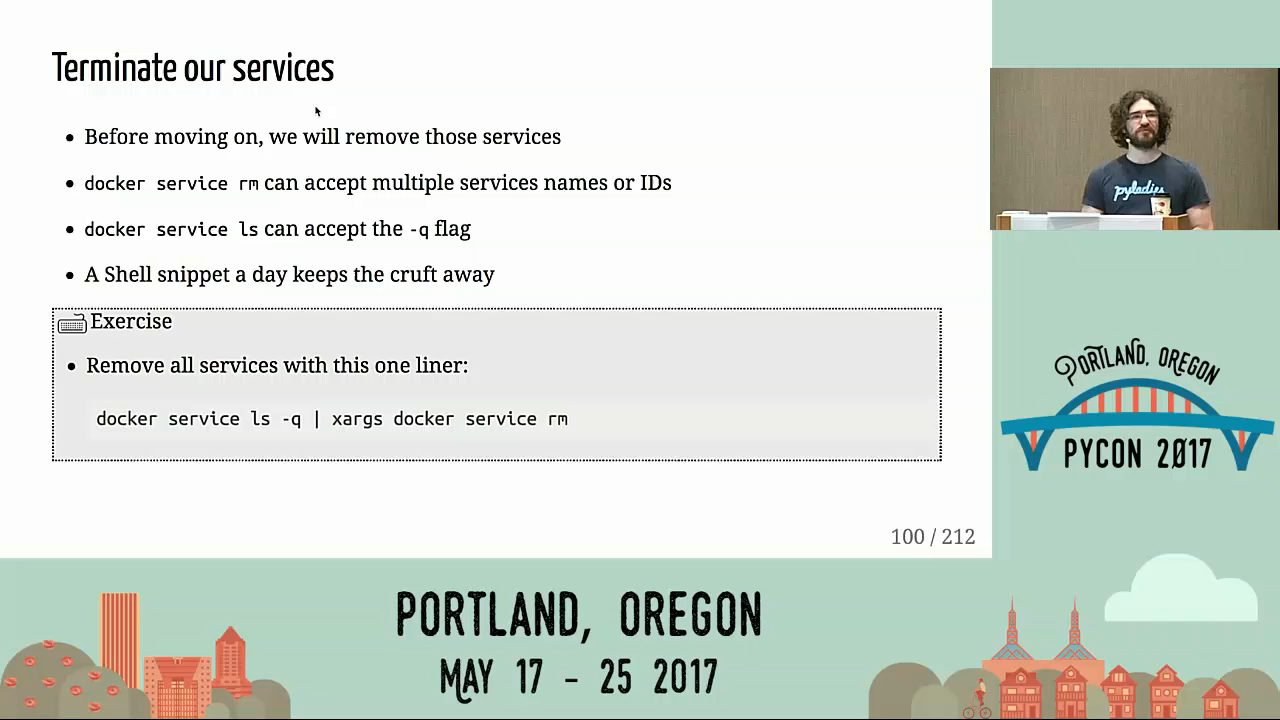 Terminate our services
Before moving on, we will remove those services
docker service rm can accept multiple services names or IDs
docker service ls can accept the -q flag
A Shell snippet a day keeps the cruft away
Exercise
Remove all services with this one liner:
docker service ls -q | xargs docker service rm
100 / 212
pyladies
PORTLAND, OREGON
PYCON 2017
PORTLAND, OREGON
MAY 17 - 25 2017